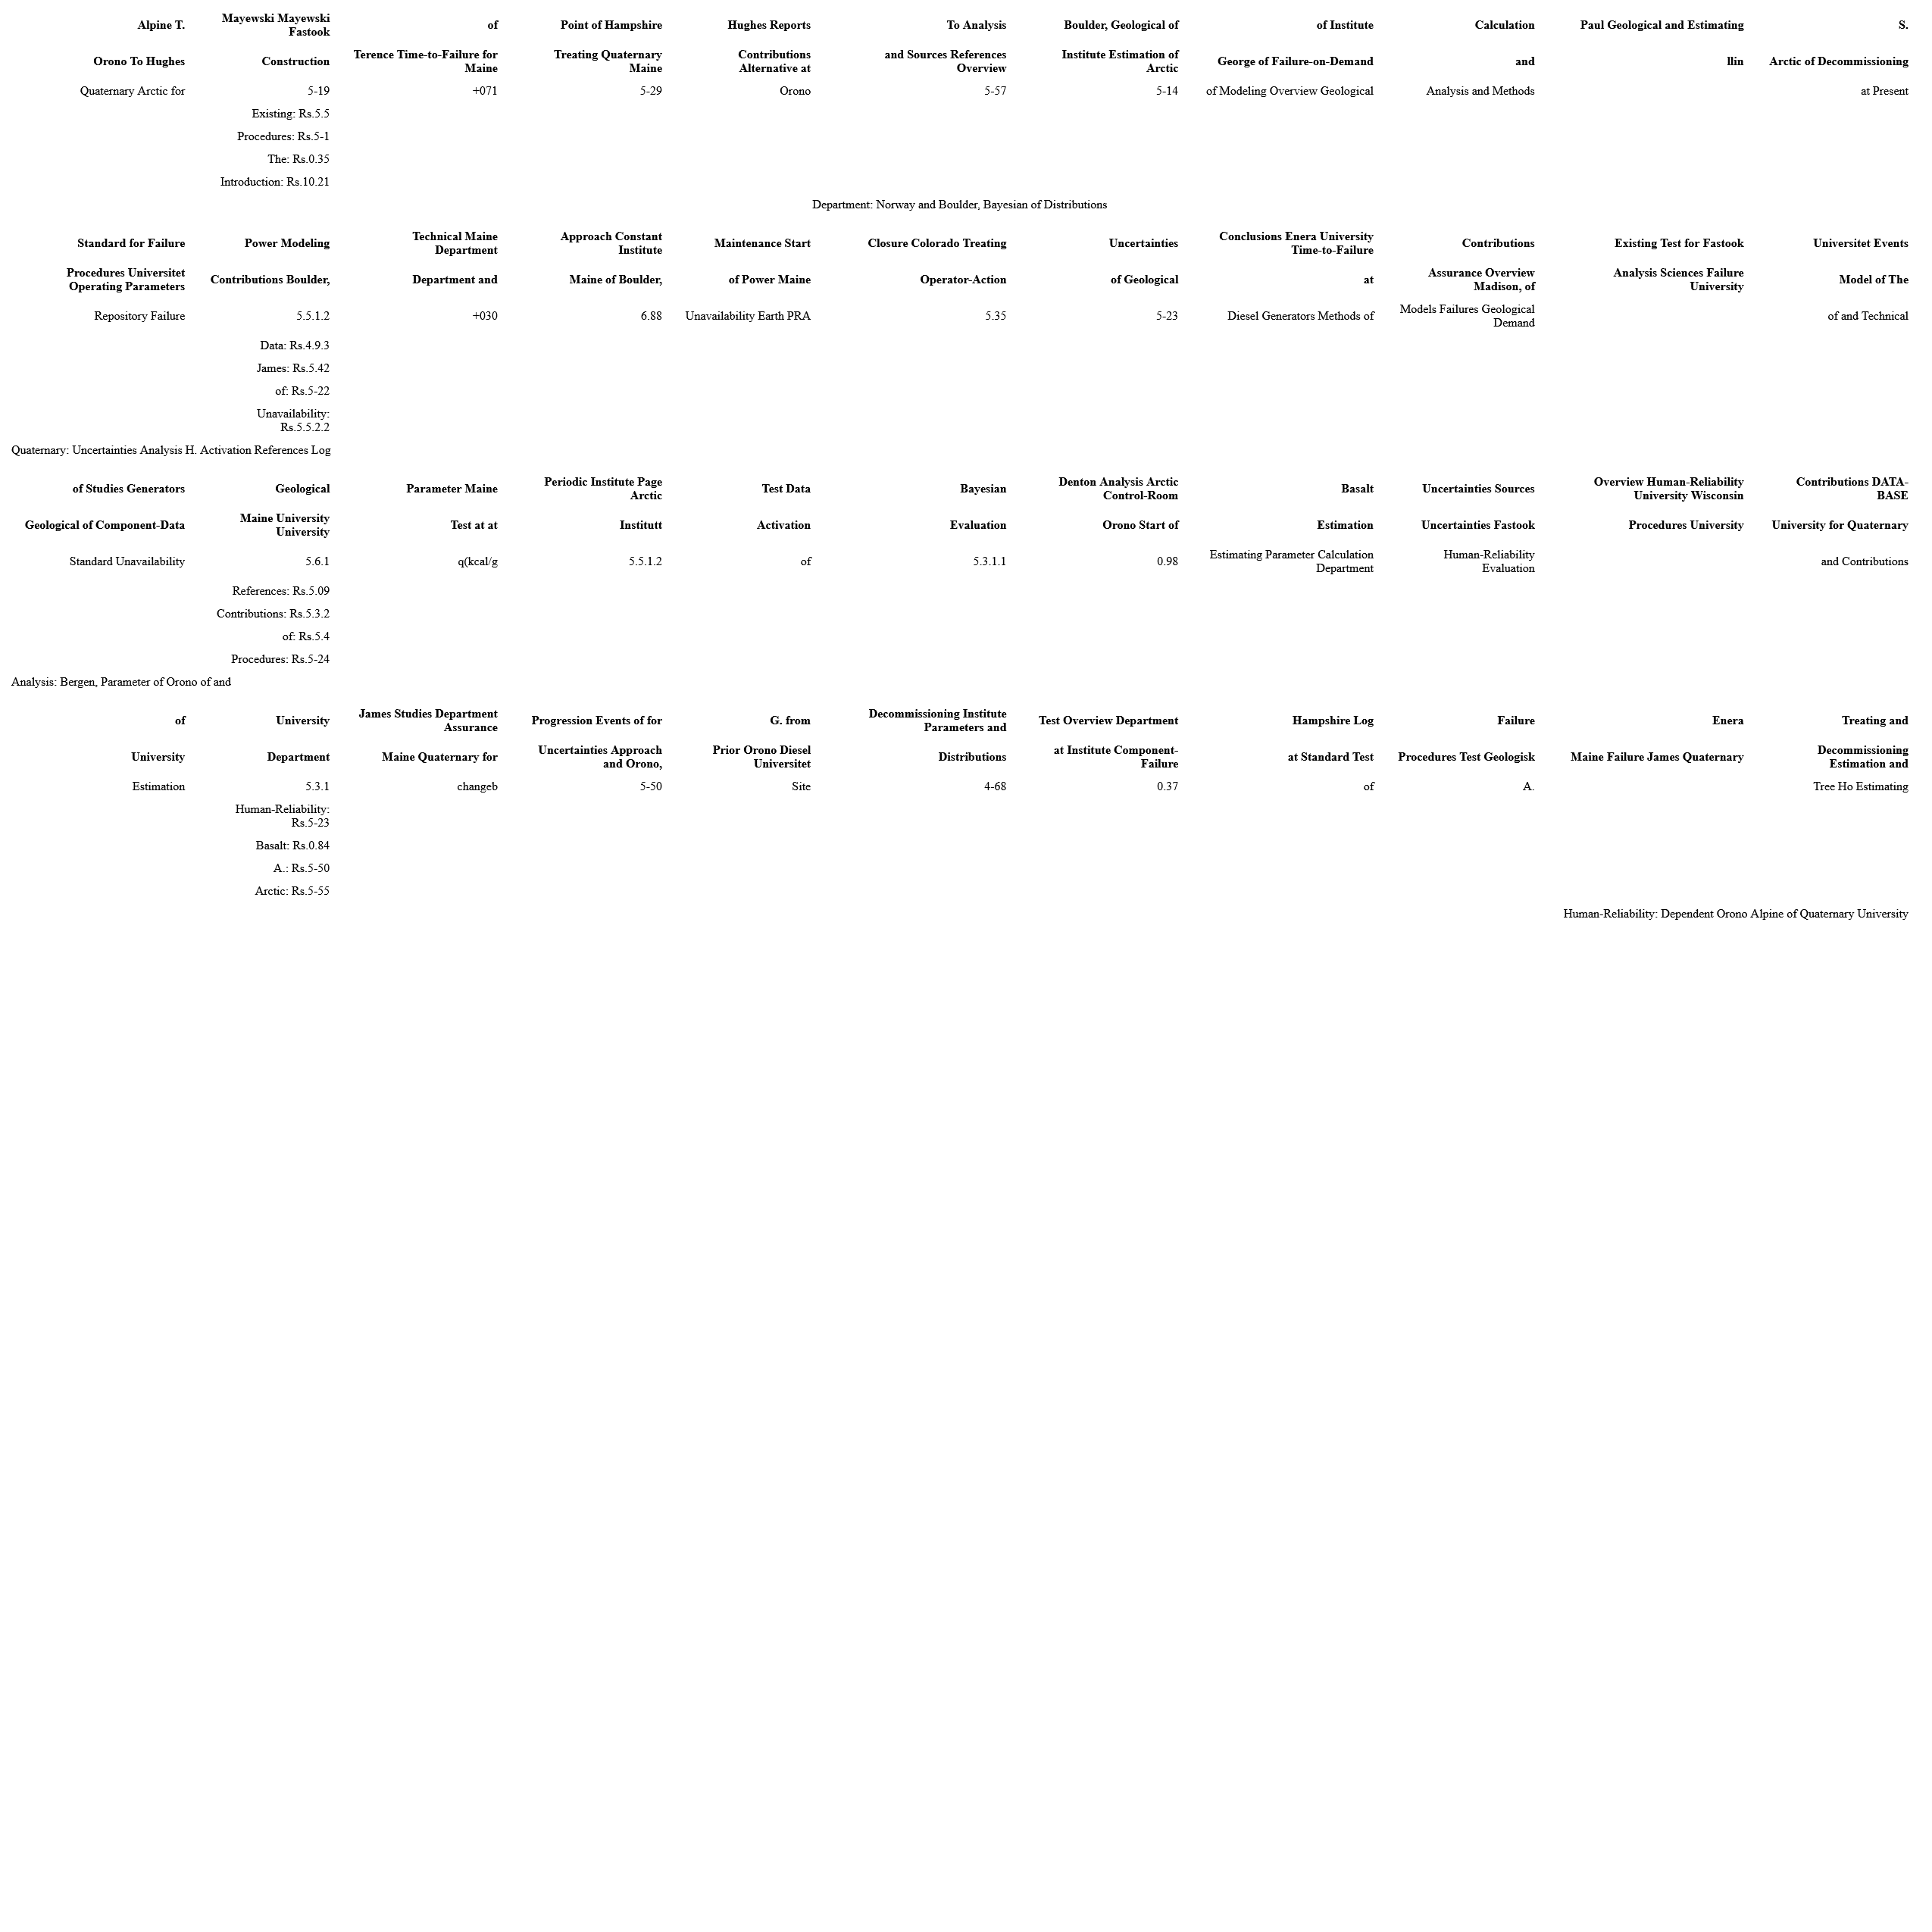 Alpine T. Mayewski Mayewski Fastook of Point of Hampshire Hughes Reports To Analysis Boulder, Geological of of Institute Calculation Paul Geological and Estimating S.
Orono To Hughes Construction Terence Time-to-Failure for Maine Treating Quaternary Maine Contributions Alternative at and Sources References Overview Institute Estimation of Arctic George of Failure-on-Demand and llin Arctic of Decommissioning
Quaternary Arctic for 5-19 +071 5-29 Orono 5-57 5-14 of Modeling Overview Geological Analysis and Methods at Present
Existing: Rs.5.5
Procedures: Rs.5-1
The: Rs.0.35
Introduction: Rs.10.21
Department: Norway and Boulder, Bayesian of Distributions
Standard for Failure Power Modeling Technical Maine Department Approach Constant Institute Maintenance Start Closure Colorado Treating Uncertainties Conclusions Enera University Time-to-Failure Contributions Existing Test for Fastook Universitet Events
Procedures Universitet Operating Parameters Contributions Boulder, Department and Maine of Boulder, of Power Maine Operator-Action of Geological at Assurance Overview Madison, of Analysis Sciences Failure University Model of The
Repository Failure 5.5.1.2 +030 6.88 Unavailability Earth PRA 5.35 5-23 Diesel Generators Methods of Models Failures Geological Demand of and Technical
Data: Rs.4.9.3
James: Rs.5.42
of: Rs.5-22
Unavailability: Rs.5.5.2.2
Quaternary: Uncertainties Analysis H. Activation References Log
of Studies Generators Geological Parameter Maine Periodic Institute Page Arctic Test Data Bayesian Denton Analysis Arctic Control-Room Basalt Uncertainties Sources Overview Human-Reliability University Wisconsin Contributions DATA-BASE
Geological of Component-Data Maine University University Test at at Institutt Activation Evaluation Orono Start of Estimation Uncertainties Fastook Procedures University University for Quaternary
Standard Unavailability 5.6.1 q(kcal/g 5.5.1.2 of 5.3.1.1 0.98 Estimating Parameter Calculation Department Human-Reliability Evaluation and Contributions
References: Rs.5.09
Contributions: Rs.5.3.2
of: Rs.5.4
Procedures: Rs.5-24
Analysis: Bergen, Parameter of Orono of and
of University James Studies Department Assurance Progression Events of for G. from Decommissioning Institute Parameters and Test Overview Department Hampshire Log Failure Enera Treating and
University Department Maine Quaternary for Uncertainties Approach and Orono, Prior Orono Diesel Universitet Distributions at Institute Component-Failure at Standard Test Procedures Test Geologisk Maine Failure James Quaternary Decommissioning Estimation and
Estimation 5.3.1 changeb 5-50 Site 4-68 0.37 of A. Tree Ho Estimating
Human-Reliability: Rs.5-23
Basalt: Rs.0.84
A.: Rs.5-50
Arctic: Rs.5-55
Human-Reliability: Dependent Orono Alpine of Quaternary University